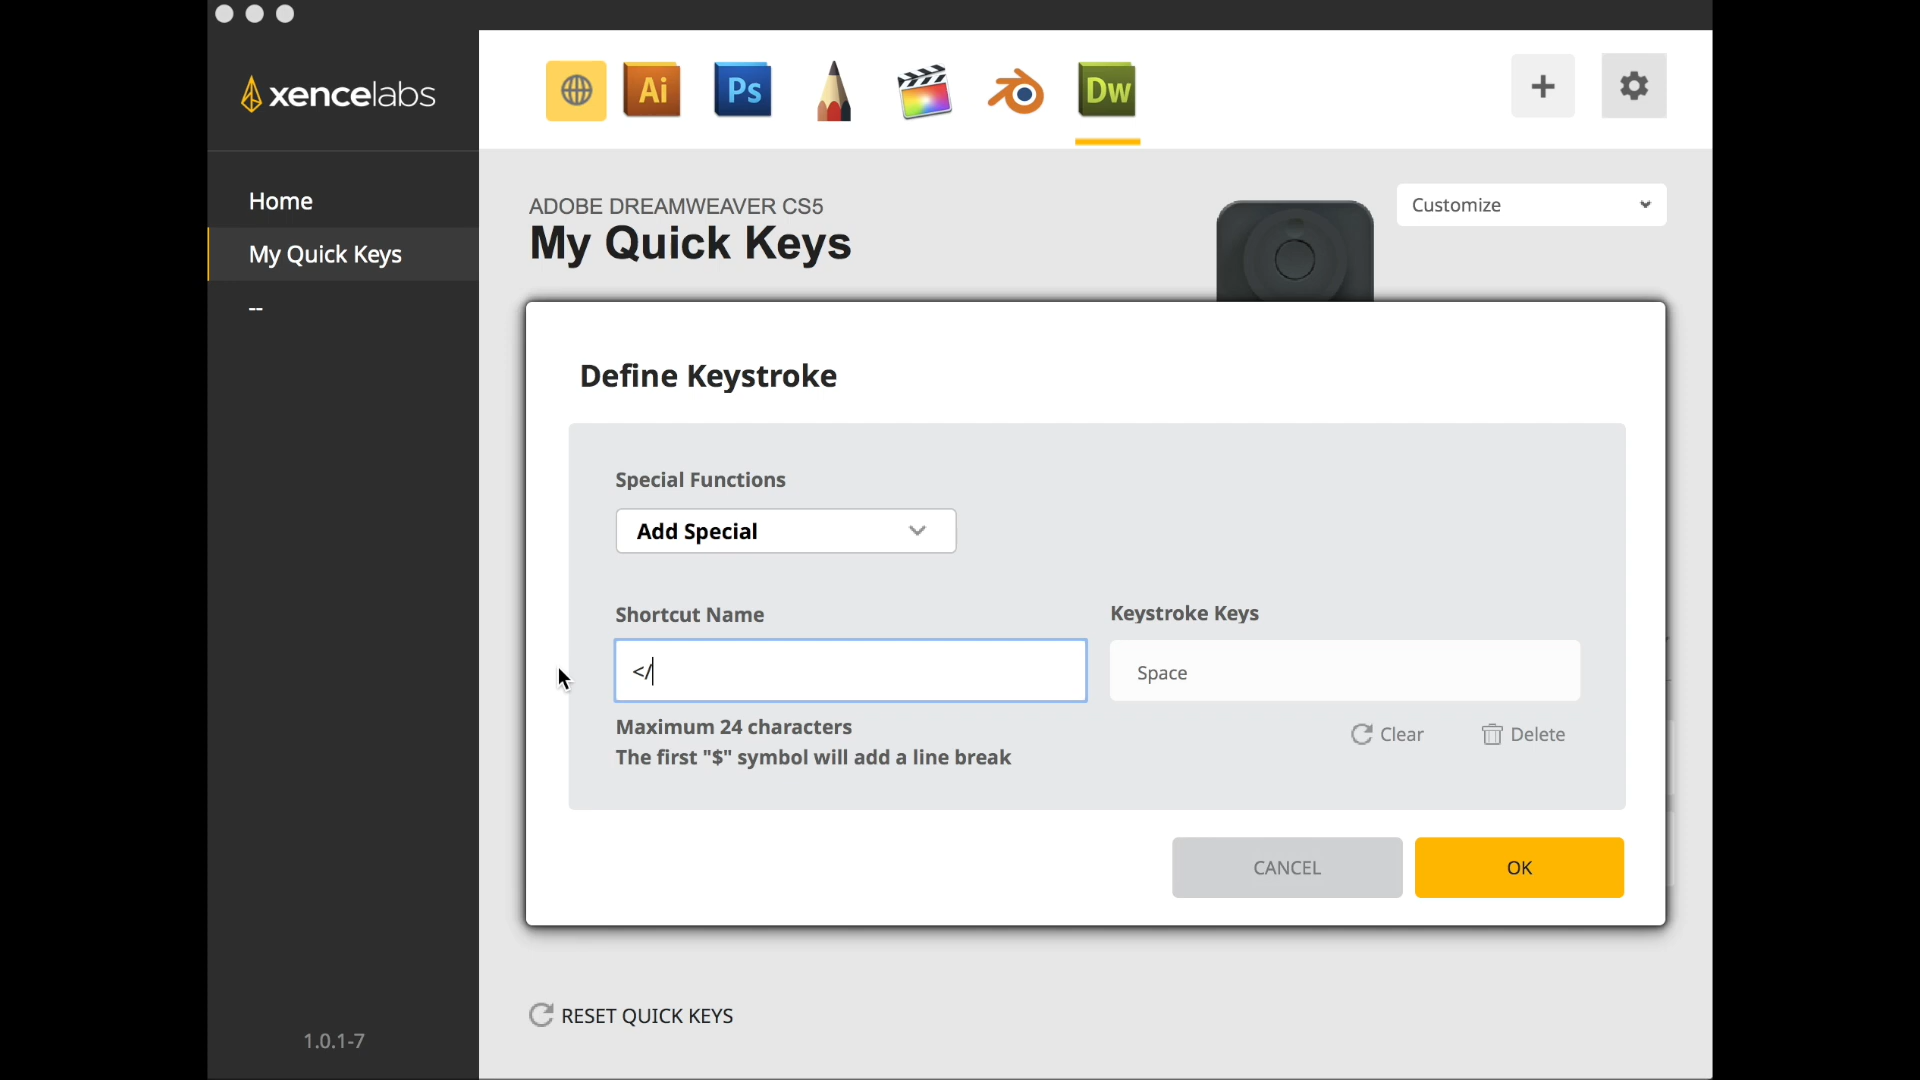 xencelabs
Ai
Ps
Dw
+
Home
My Quick Keys
--
ADOBE DREAMWEAVER CS5
My Quick Keys
Customize
Define Keystroke
Special Functions
Add Special
Shortcut Name
Keystroke Keys
</
Space
Maximum 24 characters
The first "$" symbol will add a line break
Clear
Delete
CANCEL
OK
RESET QUICK KEYS
1.0.1-7